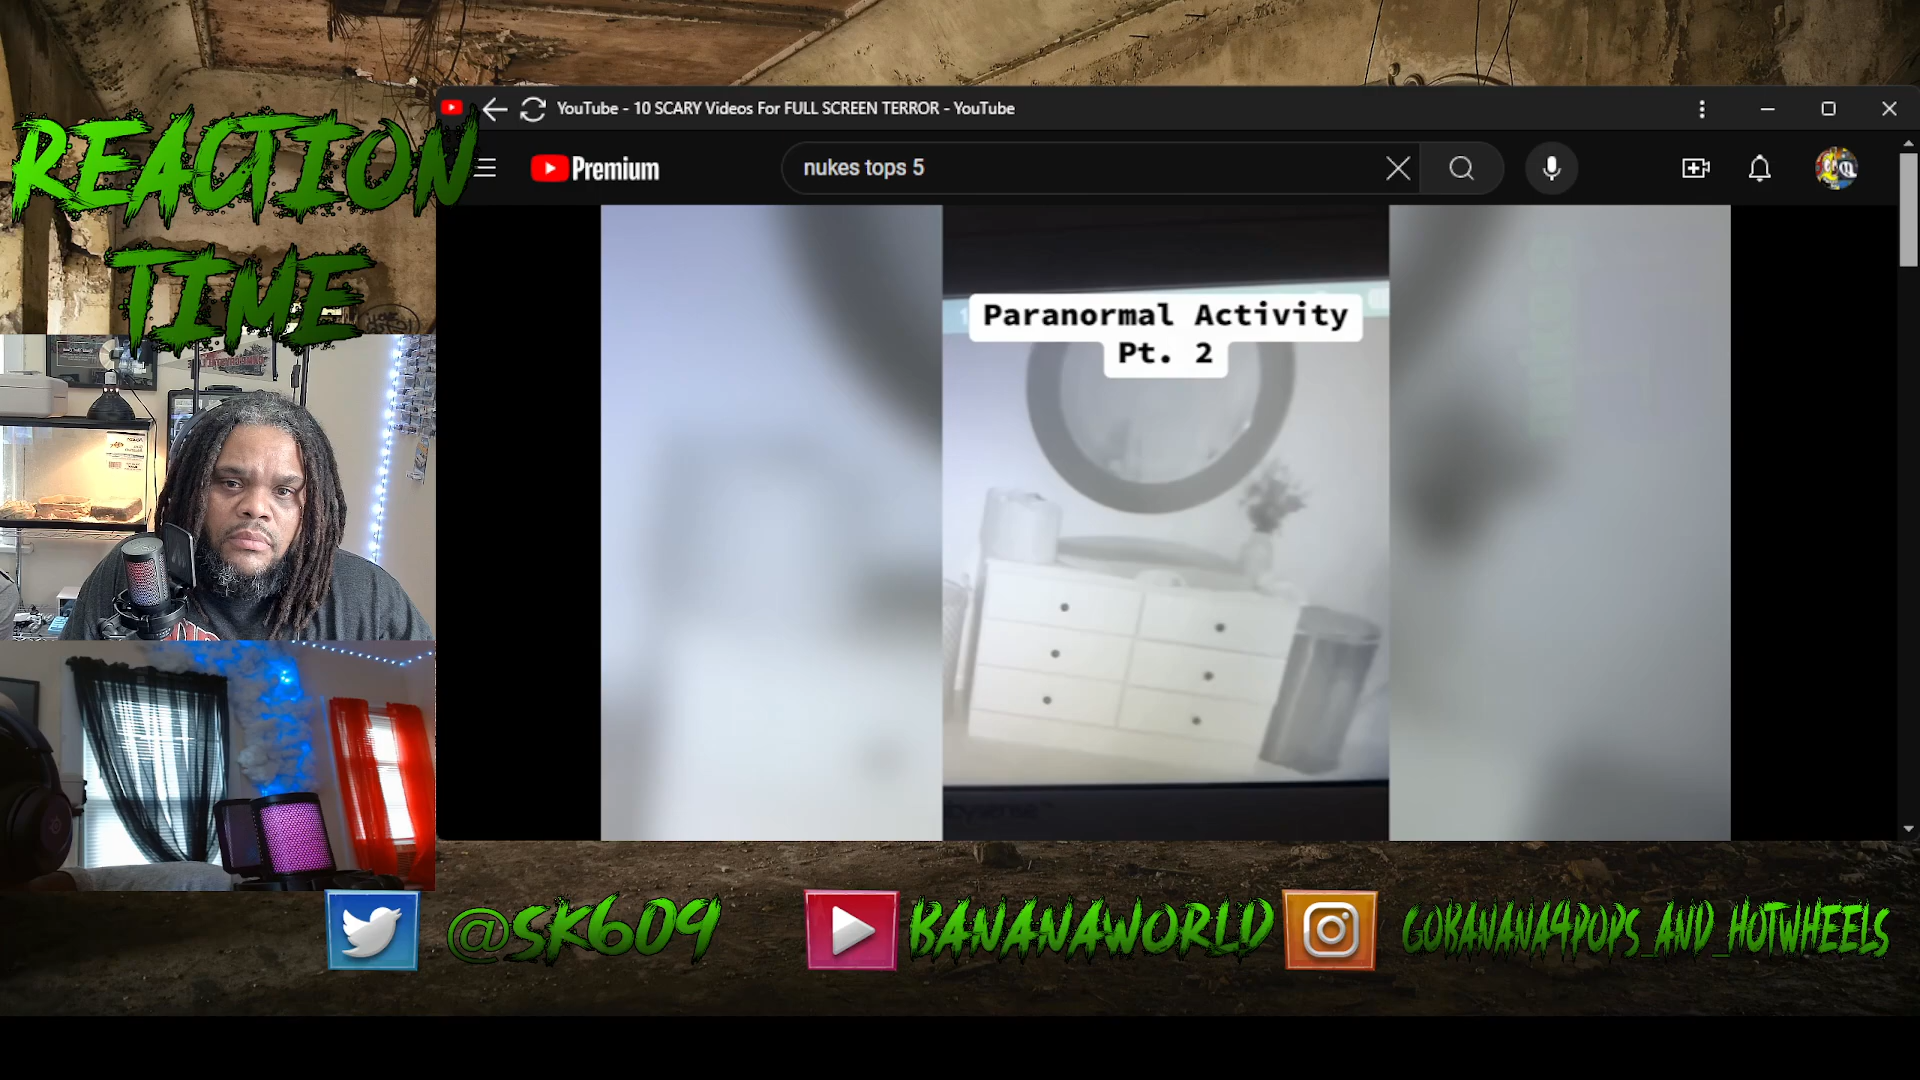 REACTION
TIME
YouTube - 10 SCARY Videos For FULL SCREEN TERROR - YouTube
Premium
nukes tops 5
Paranormal Activity
Pt. 2
@SK609
BANANAWORLD
GOBANANA4POPS_AND_HOTWHEELS